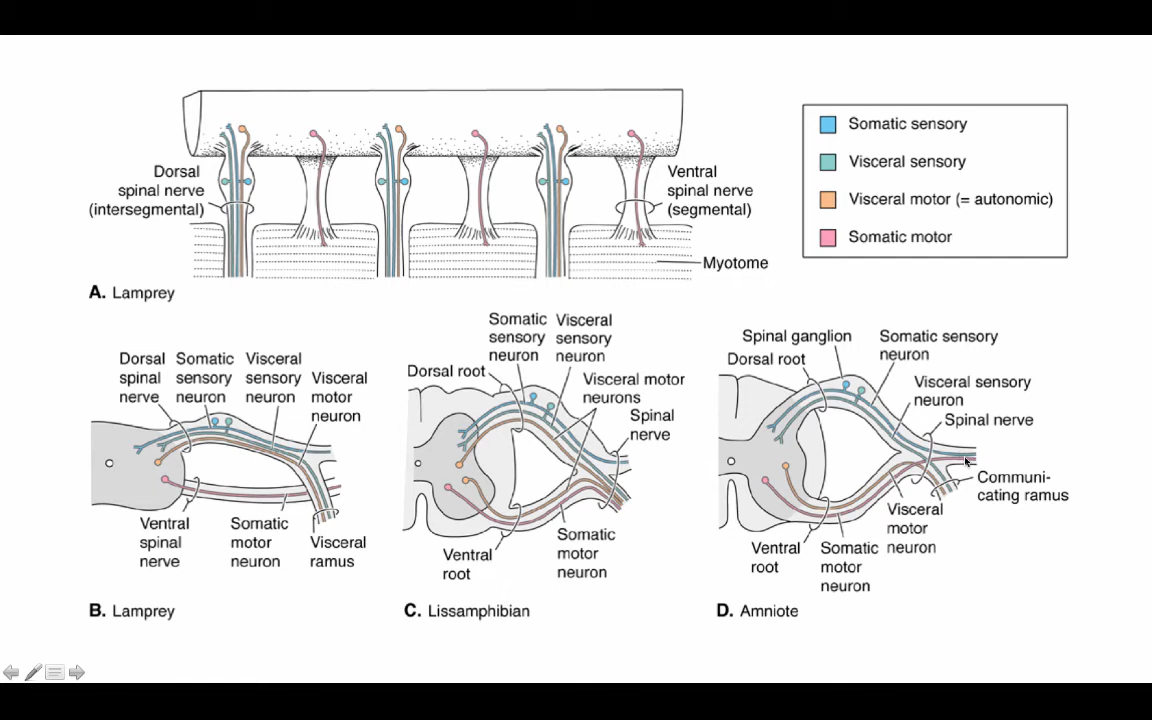 Dorsal
spinal nerve
(intersegmental)
Ventral
spinal nerve
(segmental)
Myotome
A. Lamprey
Somatic sensory
Visceral sensory
Visceral motor (= autonomic)
Somatic motor
Dorsal
spinal
nerve
Somatic
sensory
neuron
Visceral
sensory
neuron
Visceral
motor
neuron
Ventral
spinal
nerve
Somatic
motor
neuron
Visceral
ramus
B. Lamprey
Somatic
sensory
neuron
Visceral
sensory
neuron
Dorsal root
Visceral motor
neurons
Spinal
nerve
Ventral
root
Somatic
motor
neuron
C. Lissamphibian
Spinal ganglion
Dorsal root
Somatic sensory
neuron
Visceral sensory
neuron
Spinal nerve
Communi-
cating ramus
Visceral
motor
neuron
Ventral
root
Somatic
motor
neuron
D. Amniote